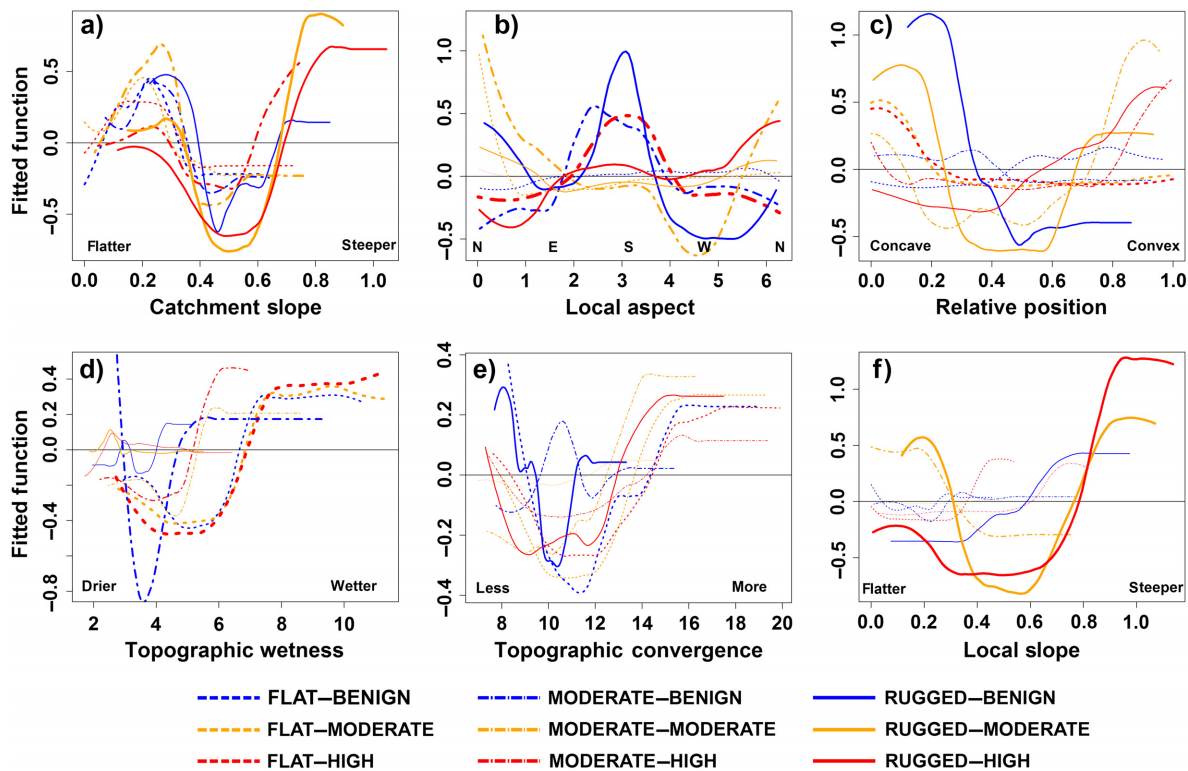 a)
b)
c)
Fitted function
0.5
0.0
−0.5
Flatter
Steeper
0.0 0.2 0.4 0.6 0.8 1.0
Catchment slope
1.0
0.5
0.0
−0.5
N E S W N
0 1 2 3 4 5 6
Local aspect
1.0
0.5
0.0
−0.5
Concave
Convex
0.0 0.2 0.4 0.6 0.8 1.0
Relative position
d)
e)
f)
Fitted function
0.4
0.0
−0.4
−0.8
Drier
Wetter
2 4 6 8 10
Topographic wetness
0.4
0.2
0.0
−0.2
−0.4
Less
More
8 10 12 14 16 18 20
Topographic convergence
1.0
0.5
0.0
−0.5
Flatter
Steeper
0.0 0.2 0.4 0.6 0.8 1.0
Local slope
FLAT—BENIGN
MODERATE—BENIGN
RUGGED—BENIGN
FLAT—MODERATE
MODERATE—MODERATE
RUGGED—MODERATE
FLAT—HIGH
MODERATE—HIGH
RUGGED—HIGH